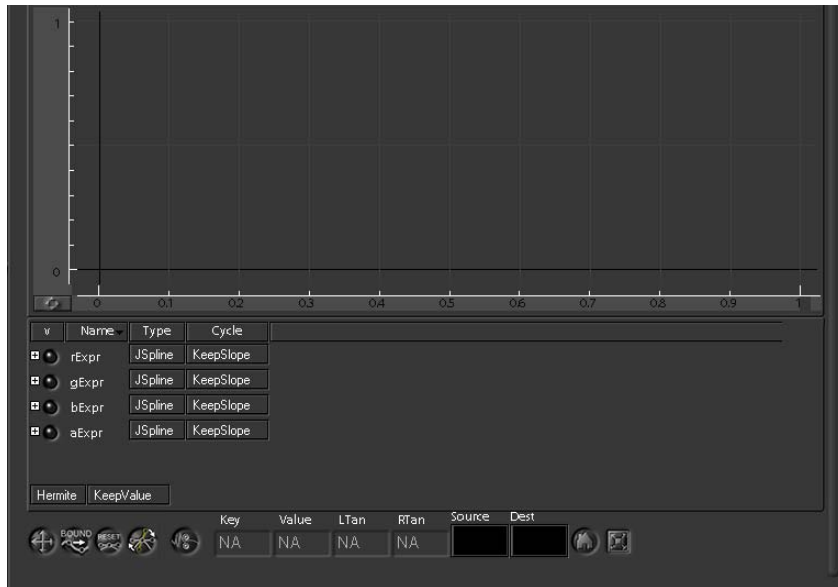 1
0
0 0.1 0.2 0.3 0.4 0.5 0.6 0.7 0.8 0.9 1
v Name Type Cycle
rExpr JSpline KeepSlope
gExpr JSpline KeepSlope
bExpr JSpline KeepSlope
aExpr JSpline KeepSlope
Hermite KeepValue
Key Value LTan RTan Source Dest
BOUND RESET NA NA NA NA